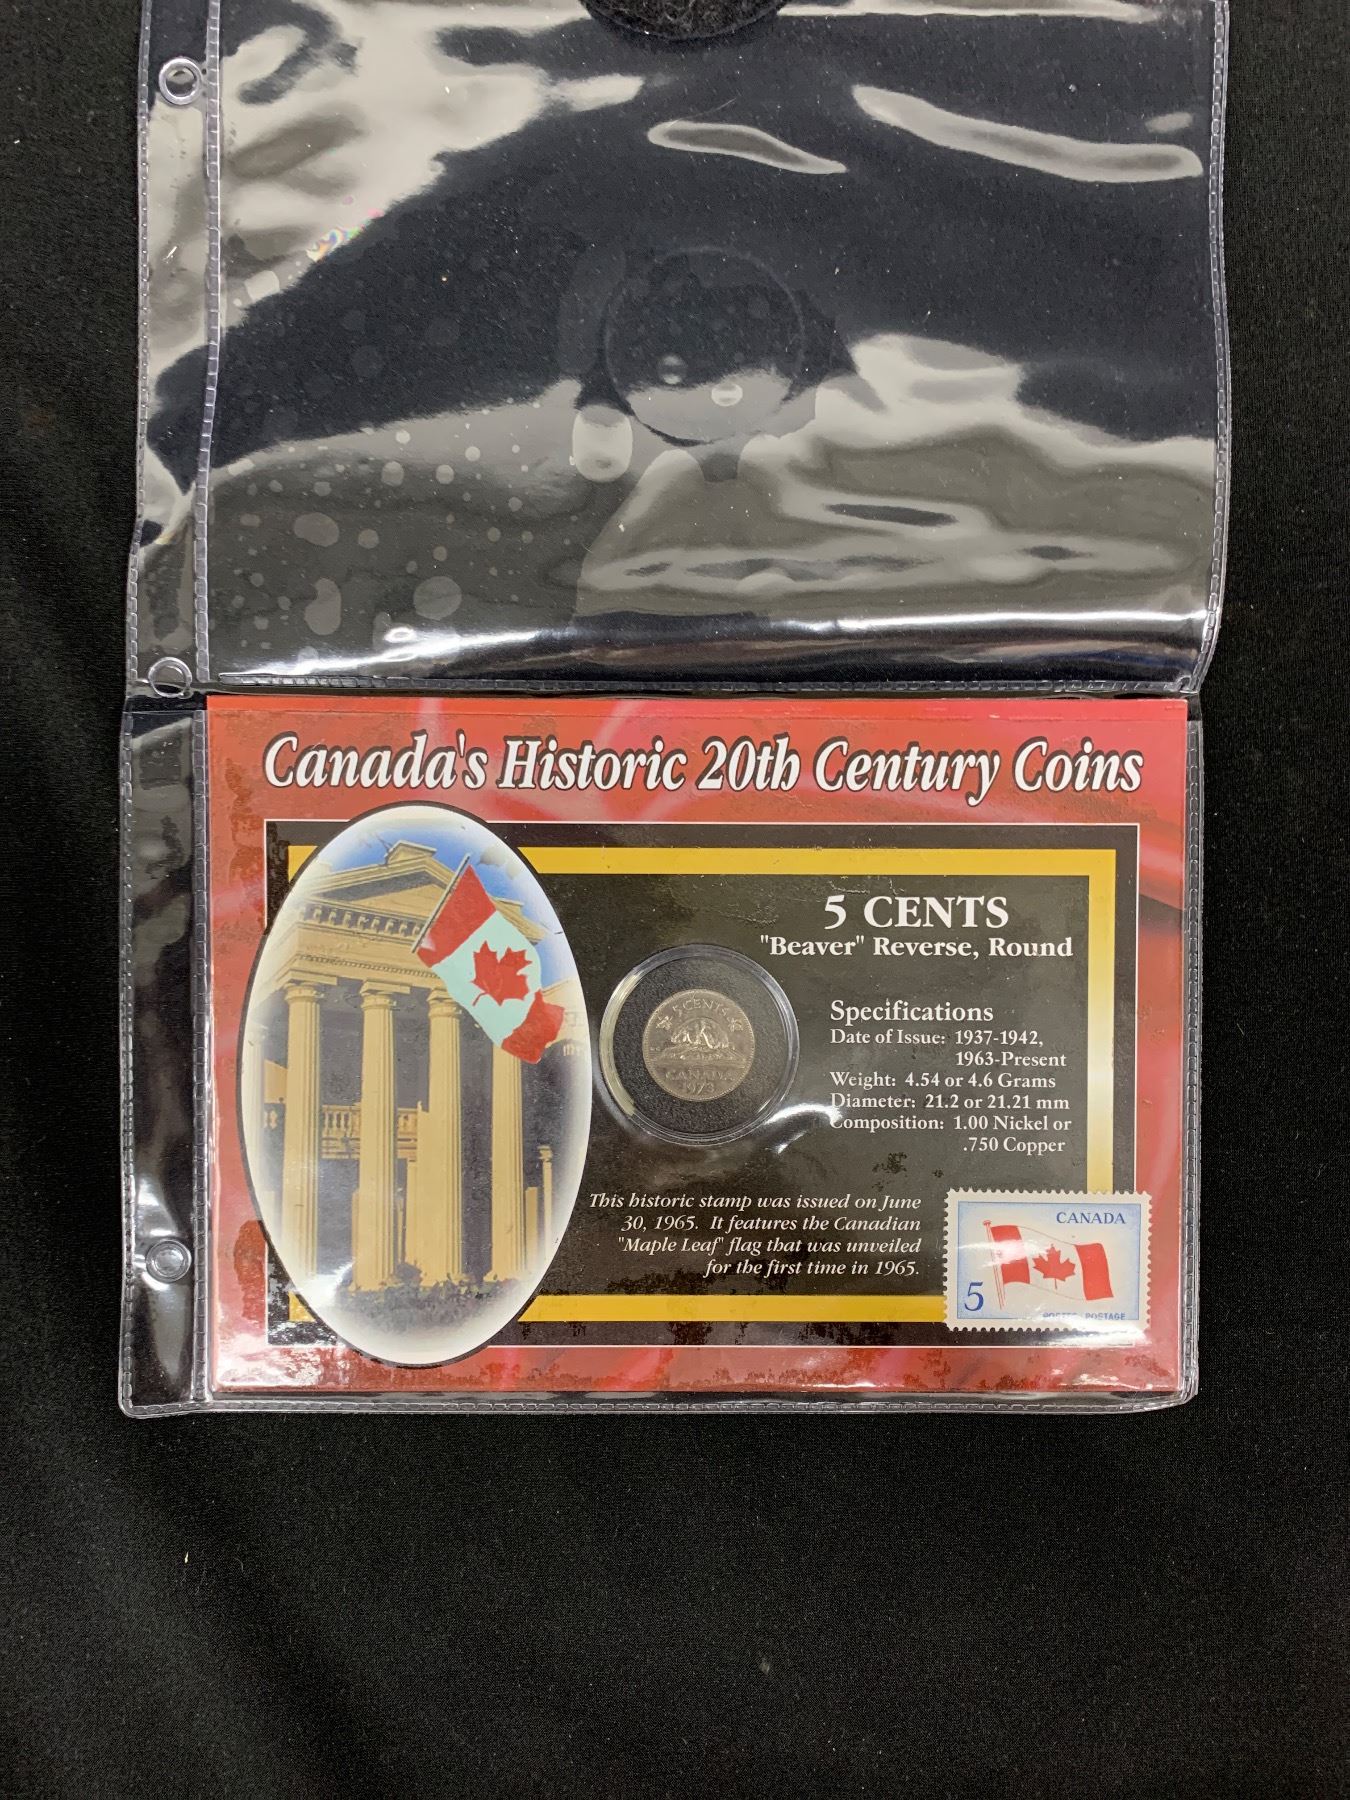 Canada's Historic 20th Century Coins
5 CENTS
"Beaver" Reverse, Round
5 CENTS
CANADA
1973
Specifications
Date of Issue: 1937-1942,
1963-Present
Weight: 4.54 or 4.6 Grams
Diameter: 21.2 or 21.21 mm
Composition: 1.00 Nickel or
.750 Copper
This historic stamp was issued on June
30, 1965. It features the Canadian
"Maple Leaf" flag that was unveiled
for the first time in 1965.
CANADA
5
POSTES POSTAGE